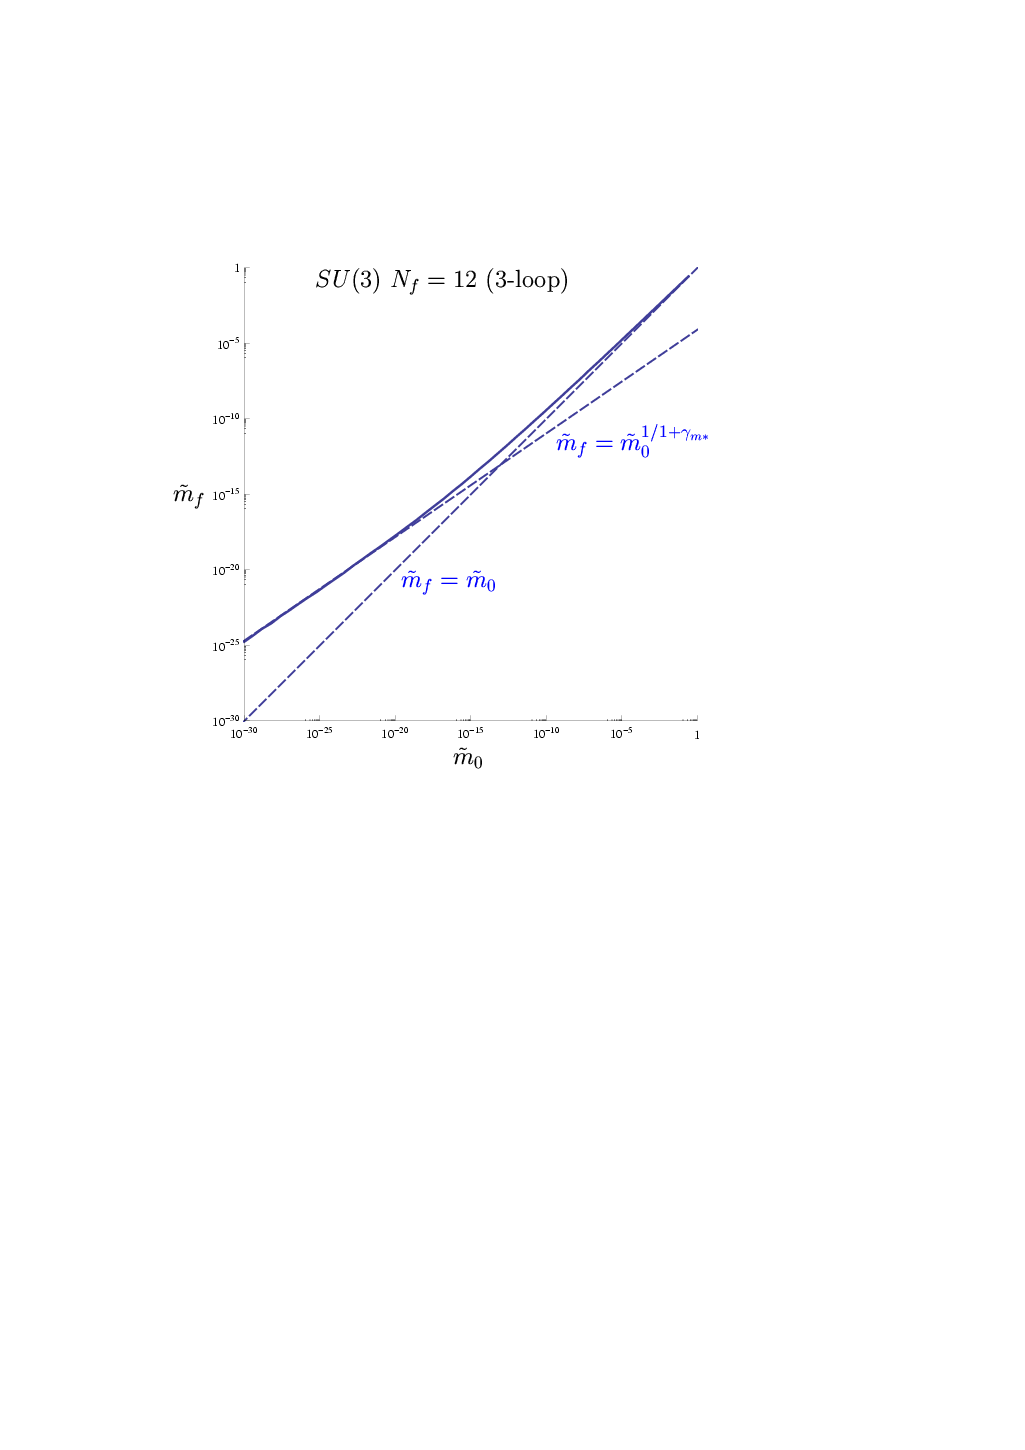 SU(3) N_f = 12 (3-loop)
1
10^−5
10^−10
m̃_f = m̃_0^{1/1+γ_{m*}}
m̃_f
10^−15
10^−20
m̃_f = m̃_0
10^−25
10^−30
10^−30 10^−25 10^−20 10^−15 10^−10 10^−5 1
m̃_0